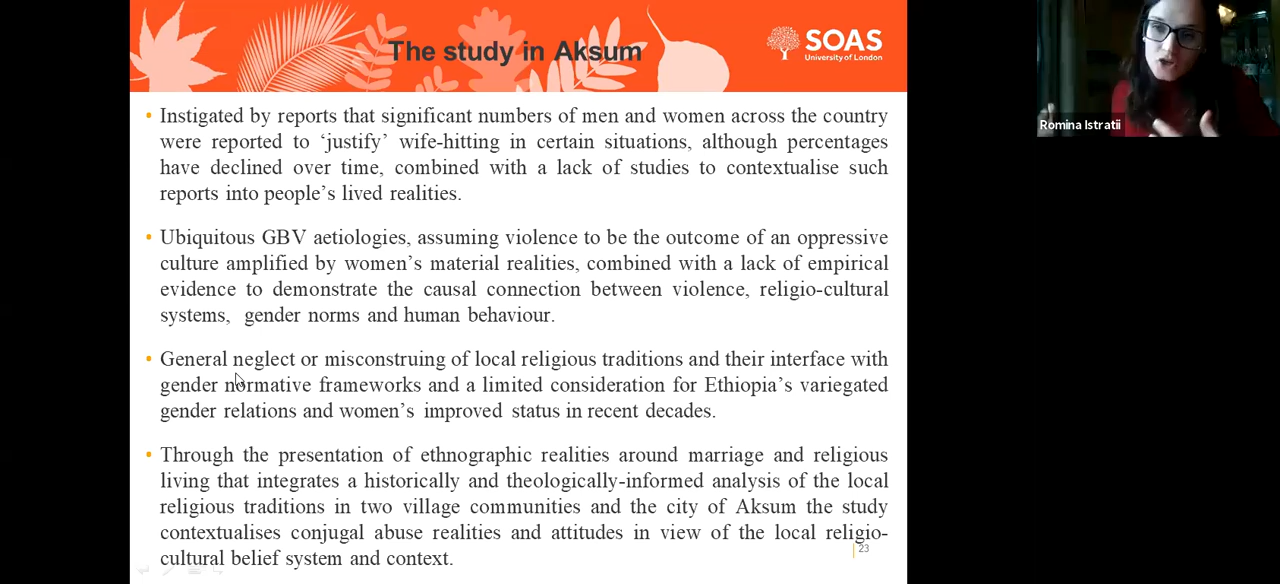 The study in Aksum
SOAS
University of London
Romina Istratii
• Instigated by reports that significant numbers of men and women across the country
were reported to ‘justify’ wife-hitting in certain situations, although percentages
have declined over time, combined with a lack of studies to contextualise such
reports into people’s lived realities.
• Ubiquitous GBV aetiologies, assuming violence to be the outcome of an oppressive
culture amplified by women’s material realities, combined with a lack of empirical
evidence to demonstrate the causal connection between violence, religio-cultural
systems, gender norms and human behaviour.
• General neglect or misconstruing of local religious traditions and their interface with
gender normative frameworks and a limited consideration for Ethiopia’s variegated
gender relations and women’s improved status in recent decades.
• Through the presentation of ethnographic realities around marriage and religious
living that integrates a historically and theologically-informed analysis of the local
religious traditions in two village communities and the city of Aksum the study
contextualises conjugal abuse realities and attitudes in view of the local religio-
cultural belief system and context.
23